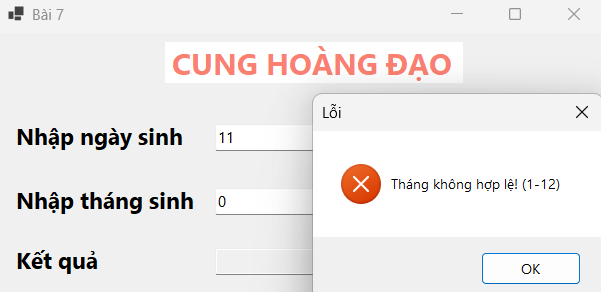 Bài 7
CUNG HOÀNG ĐẠO
Lỗi
Nhập ngày sinh 11
Tháng không hợp lệ! (1-12)
Nhập tháng sinh 0
Kết quả
OK